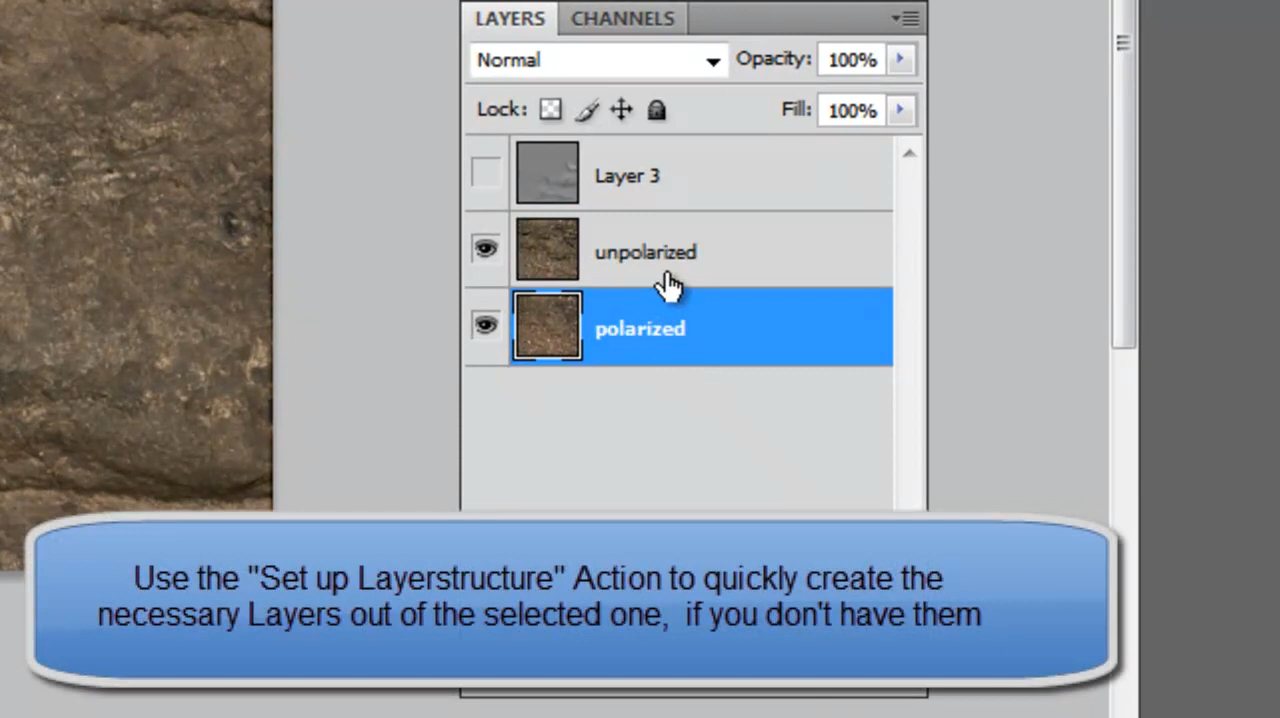 LAYERS CHANNELS
Normal Opacity: 100%
Lock: Fill: 100%
Layer 3
unpolarized
polarized
Use the "Set up Layerstructure" Action to quickly create the
necessary Layers out of the selected one,  if you don't have them